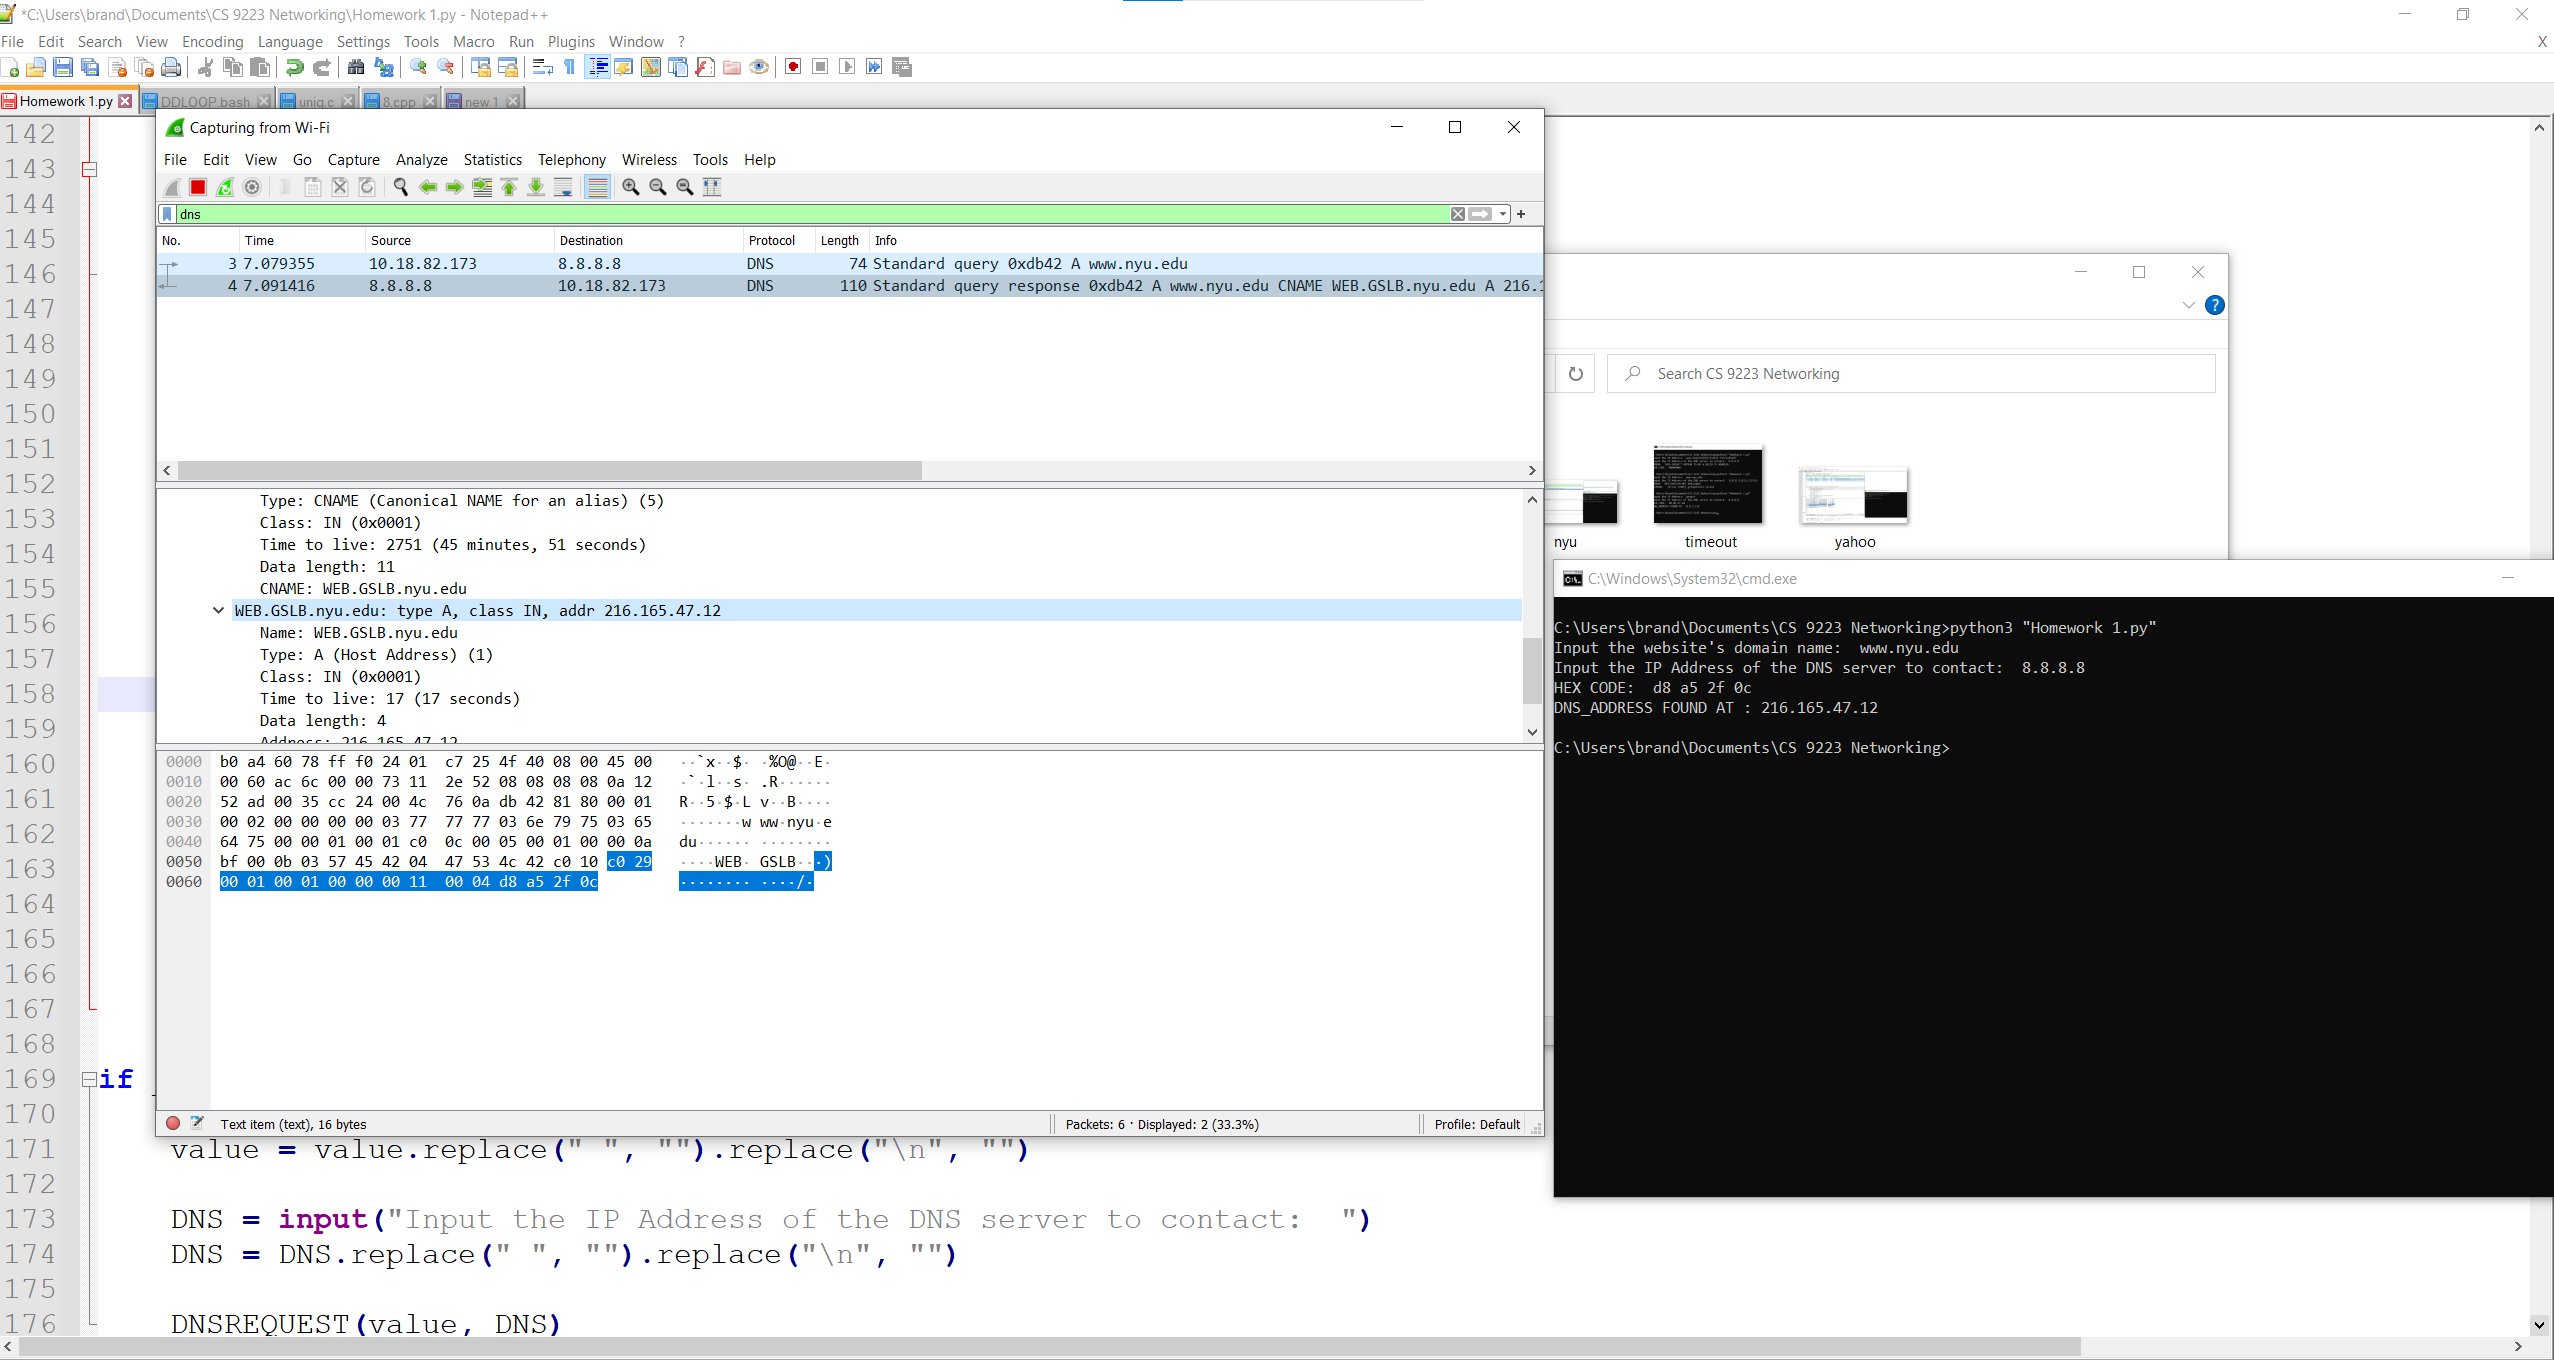 *C:\Users\brand\Documents\CS 9223 Networking\Homework 1.py - Notepad++
File Edit Search View Encoding Language Settings Tools Macro Run Plugins Window ?
X
Homework 1.py DDLOOP.bash uniq.c 8.cpp new 1
Capturing from Wi-Fi
File Edit View Go Capture Analyze Statistics Telephony Wireless Tools Help
dns
No. Time Source Destination Protocol Length Info
3 7.079355 10.18.82.173 8.8.8.8 DNS 74 Standard query 0xdb42 A www.nyu.edu
4 7.091416 8.8.8.8 10.18.82.173 DNS 110 Standard query response 0xdb42 A www.nyu.edu CNAME WEB.GSLB.nyu.edu A 216.1
Type: CNAME (Canonical NAME for an alias) (5)
Class: IN (0x0001)
Time to live: 2751 (45 minutes, 51 seconds)
Data length: 11
CNAME: WEB.GSLB.nyu.edu
WEB.GSLB.nyu.edu: type A, class IN, addr 216.165.47.12
Name: WEB.GSLB.nyu.edu
Type: A (Host Address) (1)
Class: IN (0x0001)
Time to live: 17 (17 seconds)
Data length: 4
Address: 216.165.47.12
0000 b0 a4 60 78 ff f0 24 01 c7 25 4f 40 08 00 45 00 ··`x··$· ·%O@··E·
0010 00 60 ac 6c 00 00 73 11 2e 52 08 08 08 08 0a 12 ·`·l··s· .R······
0020 52 ad 00 35 cc 24 00 4c 76 0a db 42 81 80 00 01 R··5·$·L v··B····
0030 00 02 00 00 00 00 03 77 77 77 03 6e 79 75 03 65 ·······w ww·nyu·e
0040 64 75 00 00 01 00 01 c0 0c 00 05 00 01 00 00 0a du······ ········
0050 bf 00 0b 03 57 45 42 04 47 53 4c 42 c0 10 c0 29 ····WEB· GSLB···)
0060 00 01 00 01 00 00 00 11 00 04 d8 a5 2f 0c ········ ····/·
Text item (text), 16 bytes Packets: 6 · Displayed: 2 (33.3%) Profile: Default
Search CS 9223 Networking
nyu timeout yahoo
C:\Windows\System32\cmd.exe
C:\Users\brand\Documents\CS 9223 Networking>python3 "Homework 1.py"
Input the website's domain name:  www.nyu.edu
Input the IP Address of the DNS server to contact:  8.8.8.8
HEX CODE:  d8 a5 2f 0c
DNS_ADDRESS FOUND AT : 216.165.47.12
C:\Users\brand\Documents\CS 9223 Networking>
142
143
144
145
146
147
148
149
150
151
152
153
154
155
156
157
158
159
160
161
162
163
164
165
166
167
168
169 if _
170
171 value = value.replace(" ", "").replace("\n", "")
172
173 DNS = input("Input the IP Address of the DNS server to contact:  ")
174 DNS = DNS.replace(" ", "").replace("\n", "")
175
176 DNSREQUEST(value, DNS)